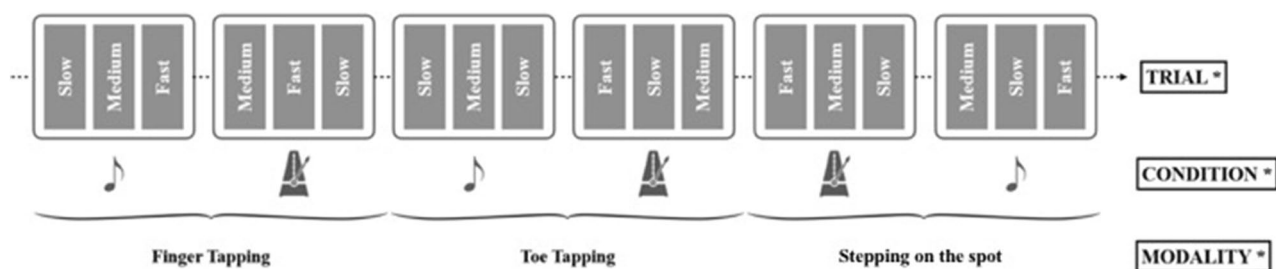 Slow Medium Fast Medium Fast Slow Slow Medium Slow Fast Slow Medium Fast Medium Slow Medium Slow Fast TRIAL *
CONDITION *
Finger Tapping Toe Tapping Stepping on the spot MODALITY *